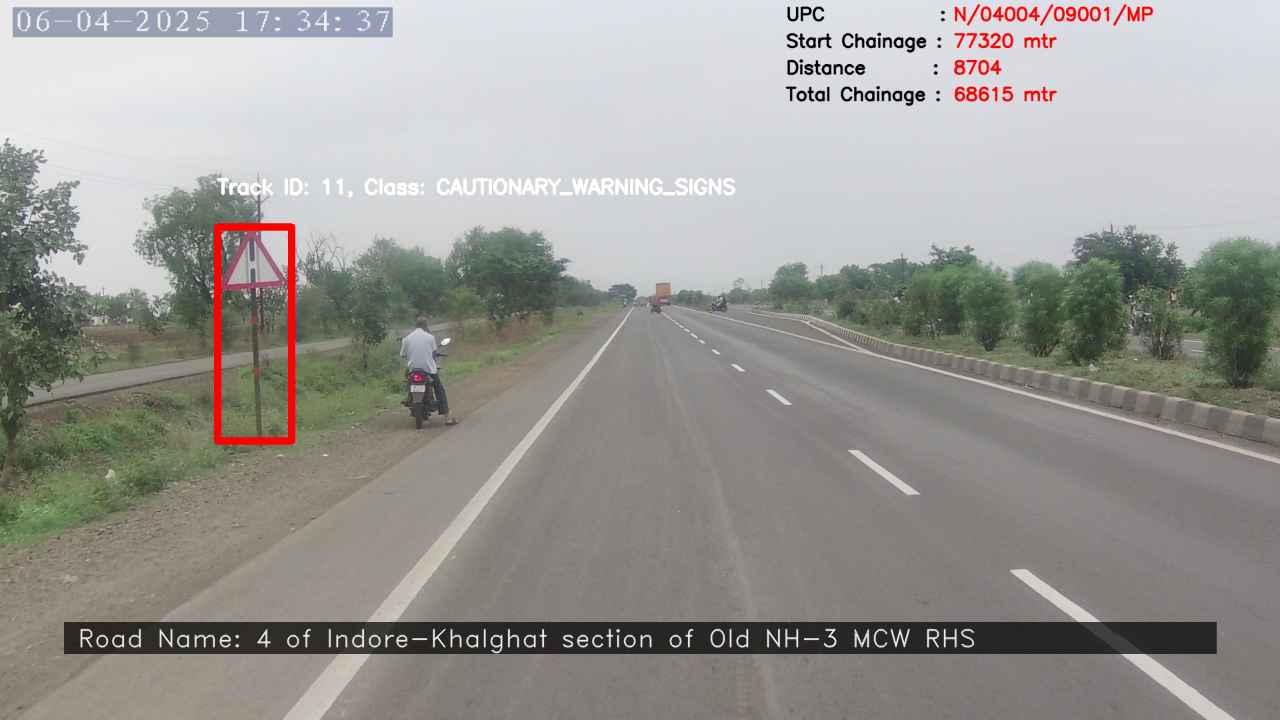 06-04-2025 17:34:37
UPC : N/04004/09001/MP
Start Chainage : 77320 mtr
Distance : 8704
Total Chainage : 68615 mtr
Track ID: 11, Class: CAUTIONARY_WARNING_SIGNS
Road Name: 4 of Indore-Khalghat section of Old NH-3 MCW RHS